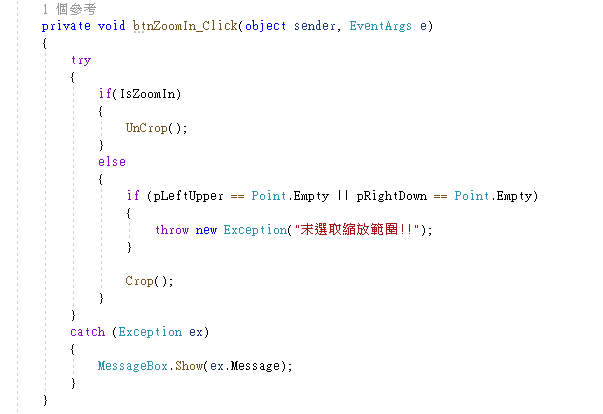 1 個參考
private void btnZoomIn_Click(object sender, EventArgs e)
{
try
{
if(IsZoomIn)
{
UnCrop();
}
else
{
if (pLeftUpper == Point.Empty || pRightDown == Point.Empty)
{
throw new Exception("未選取縮放範圍!!");
}
Crop();
}
}
catch (Exception ex)
{
MessageBox.Show(ex.Message);
}
}